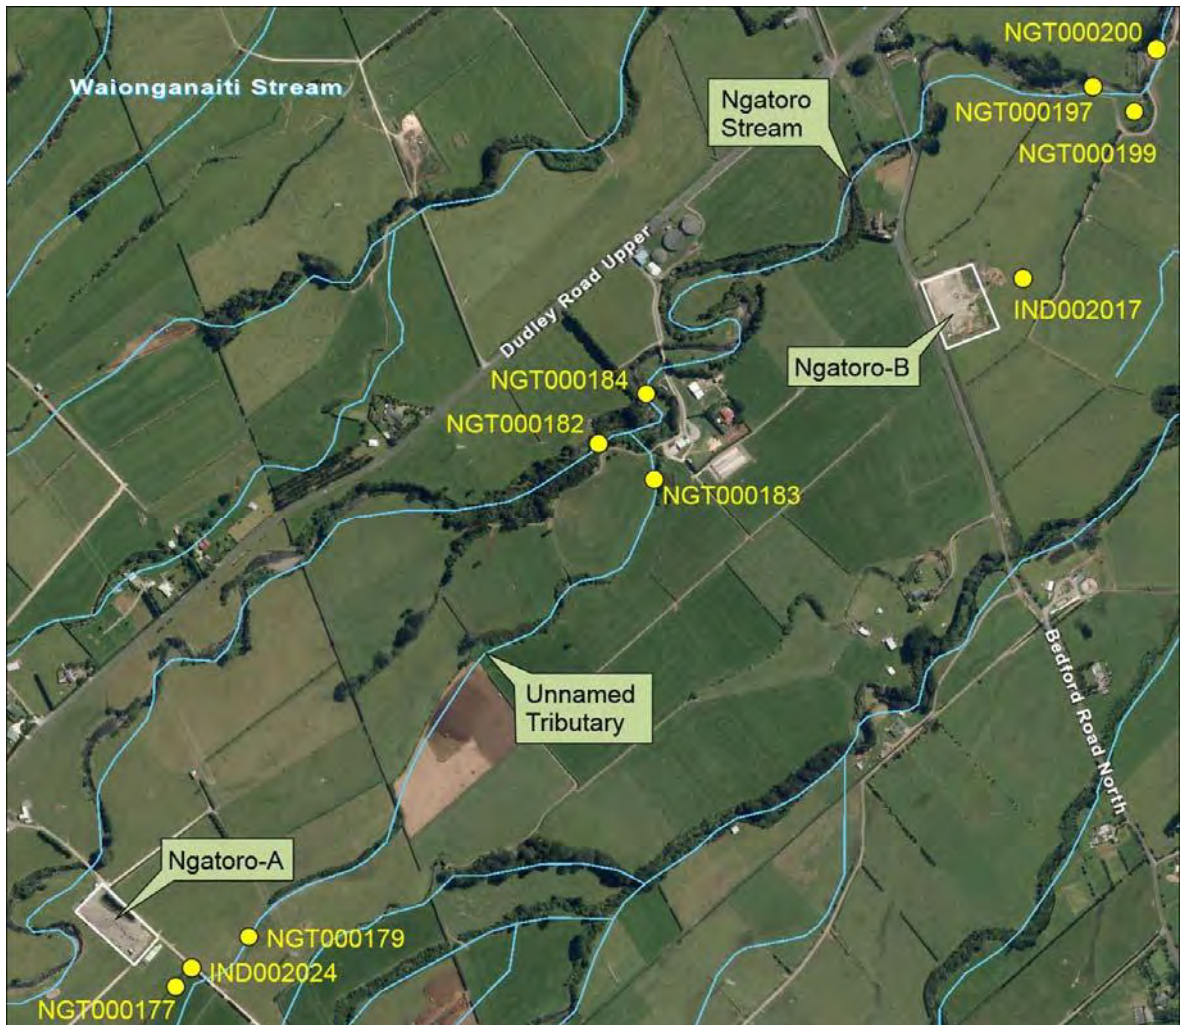 NGT000200
Waionganaiti Stream
Ngatoro
Stream
NGT000197
NGT000199
Dudley Road Upper
IND002017
Ngatoro-B
NGT000184
NGT000182
NGT000183
Unnamed
Tributary
Bedford Road North
Ngatoro-A
NGT000179
IND002024
NGT000177